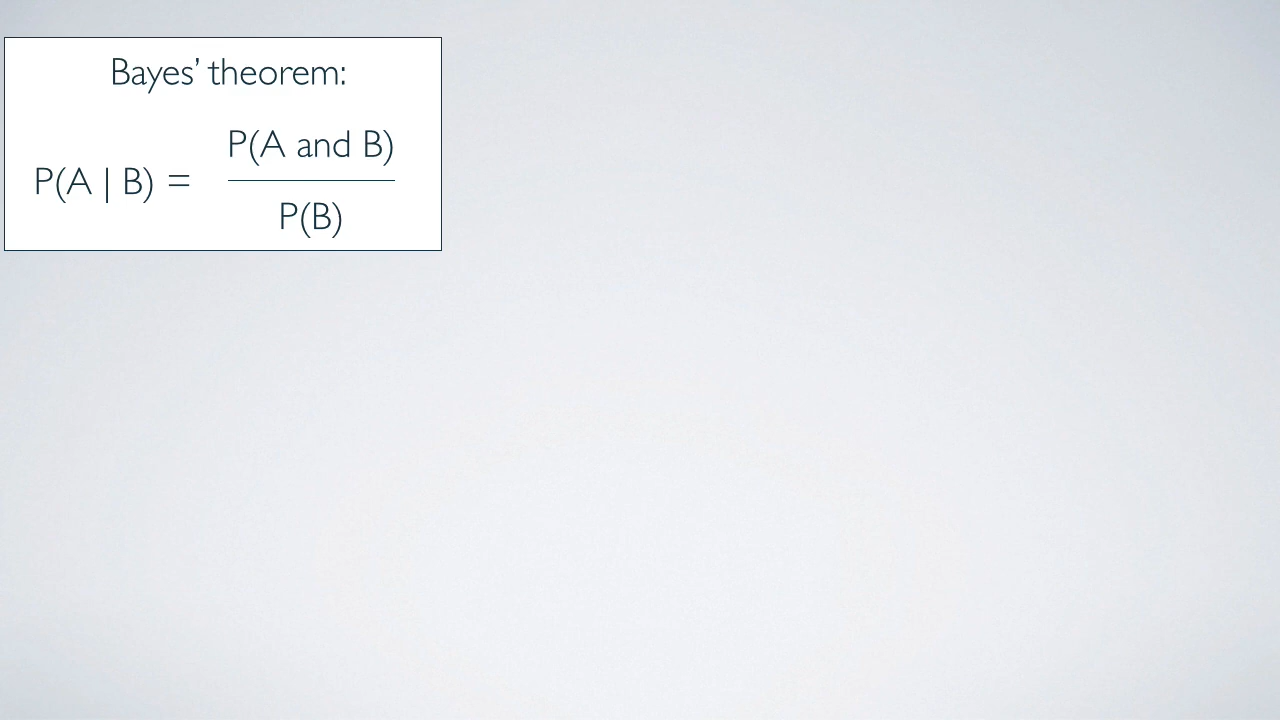 Bayes’ theorem:
P(A and B)
P(A | B) =
P(B)